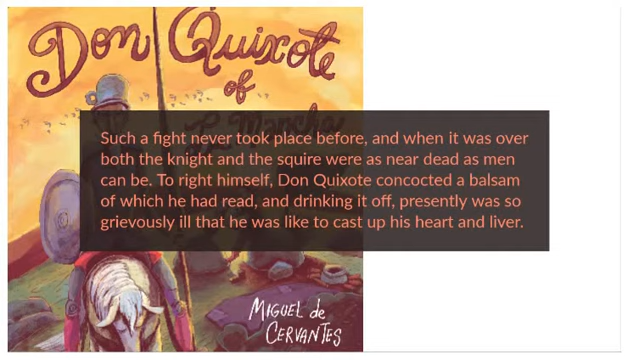 Don Quixote
of
La Mancha
Such a fight never took place before, and when it was over
both the knight and the squire were as near dead as men
can be. To right himself, Don Quixote concocted a balsam
of which he had read, and drinking it off, presently was so
grievously ill that he was like to cast up his heart and liver.
MIGUEL de
CERVANTES